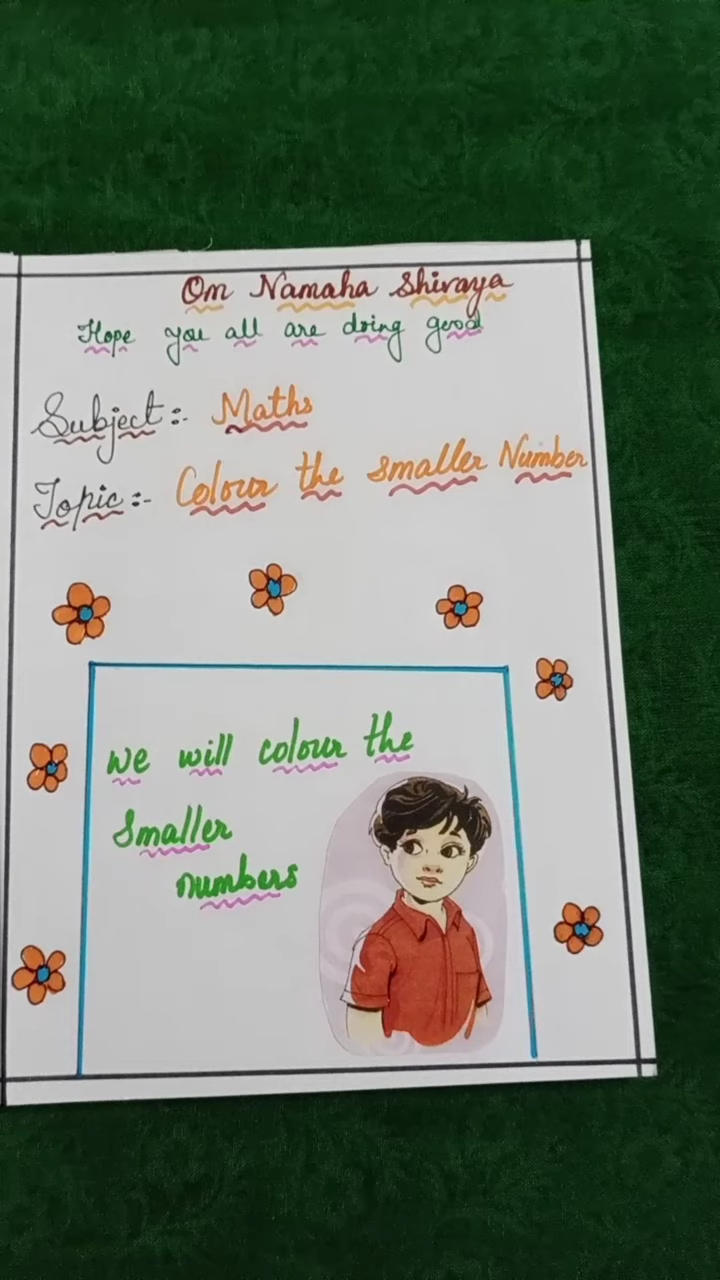 Om Namaha Shivaya
Hope you all are doing good
Subject:- Maths
Topic:- Colour the smaller Number
we will colour the
smaller
numbers